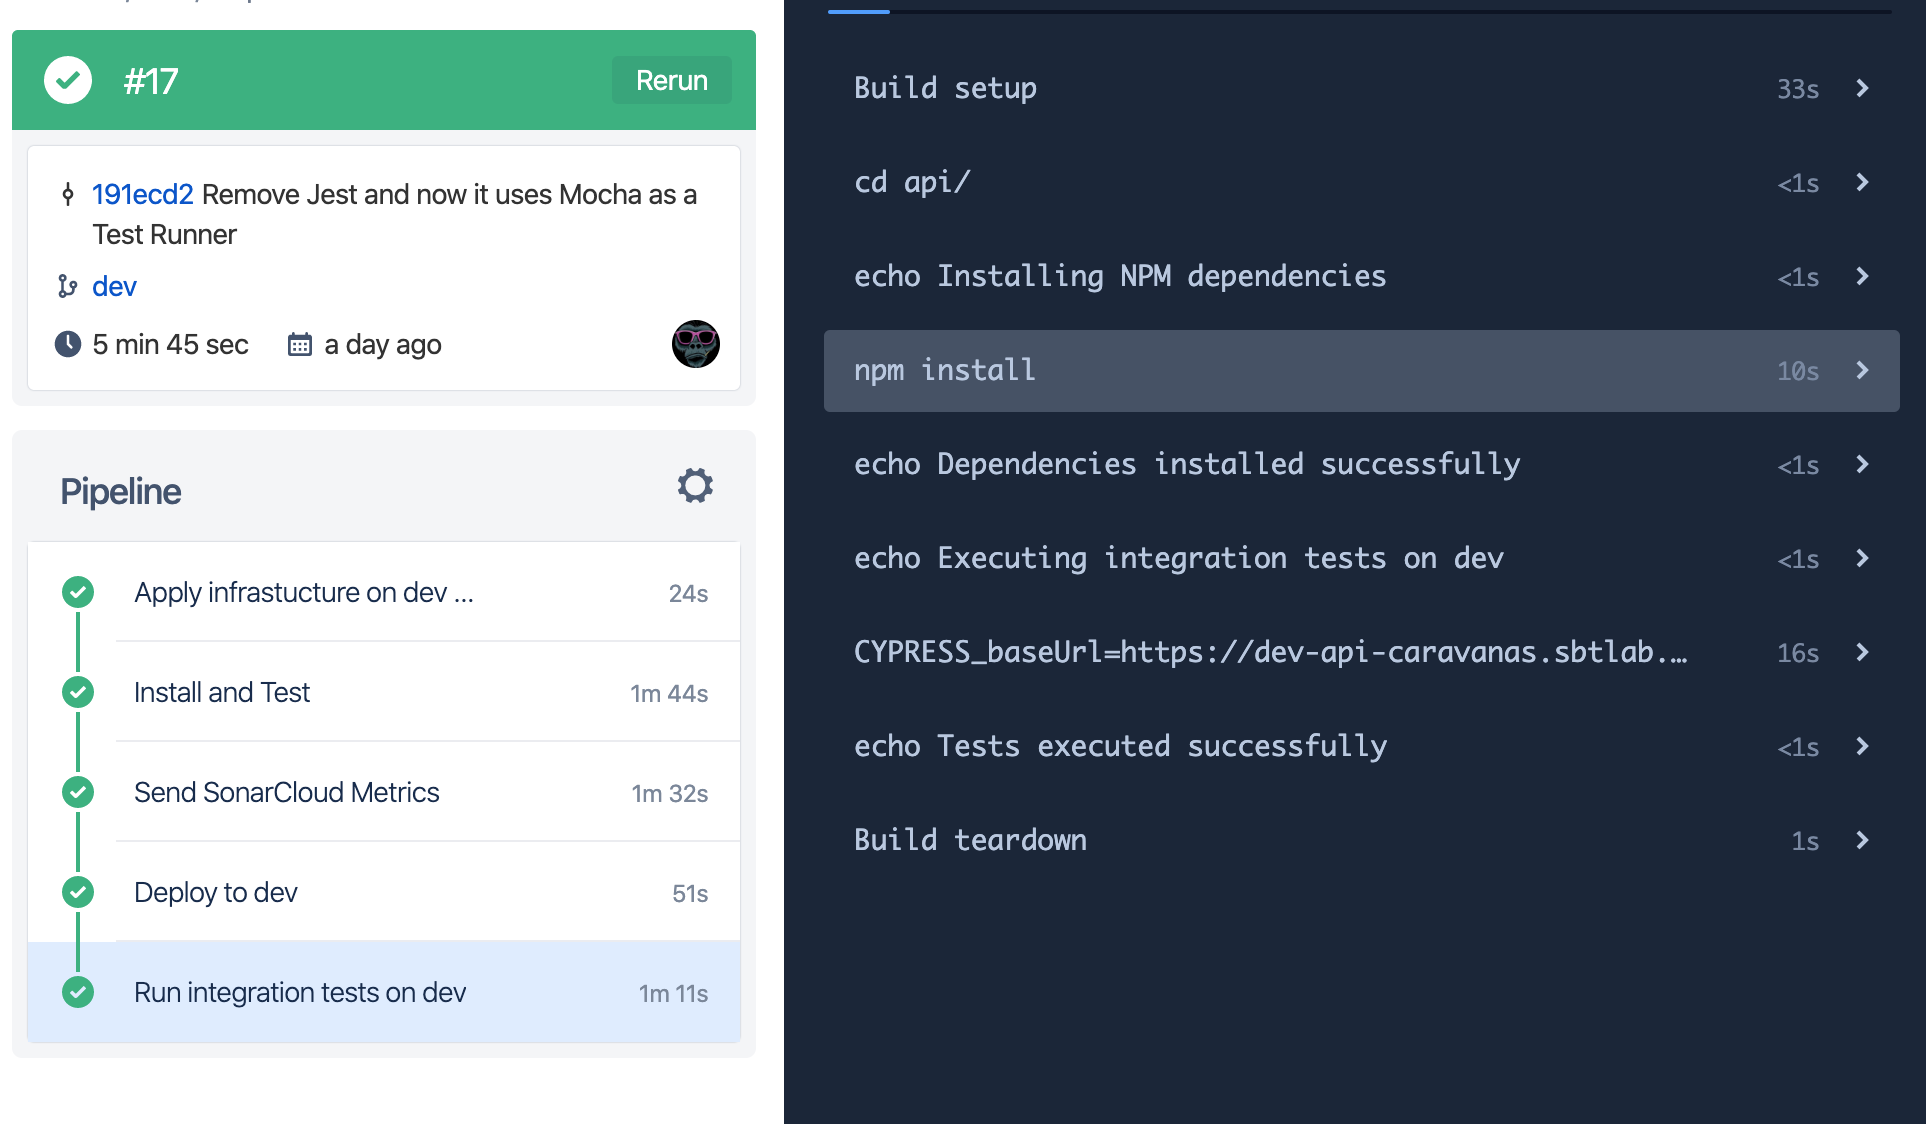 #17
Rerun
191ecd2 Remove Jest and now it uses Mocha as a
Test Runner
dev
5 min 45 sec a day ago
Pipeline
Apply infrastucture on dev ... 24s
Install and Test 1m 44s
Send SonarCloud Metrics 1m 32s
Deploy to dev 51s
Run integration tests on dev 1m 11s
Build setup 33s
cd api/ <1s
echo Installing NPM dependencies <1s
npm install 10s
echo Dependencies installed successfully <1s
echo Executing integration tests on dev <1s
CYPRESS_baseUrl=https://dev-api-caravanas.sbtlab.… 16s
echo Tests executed successfully <1s
Build teardown 1s